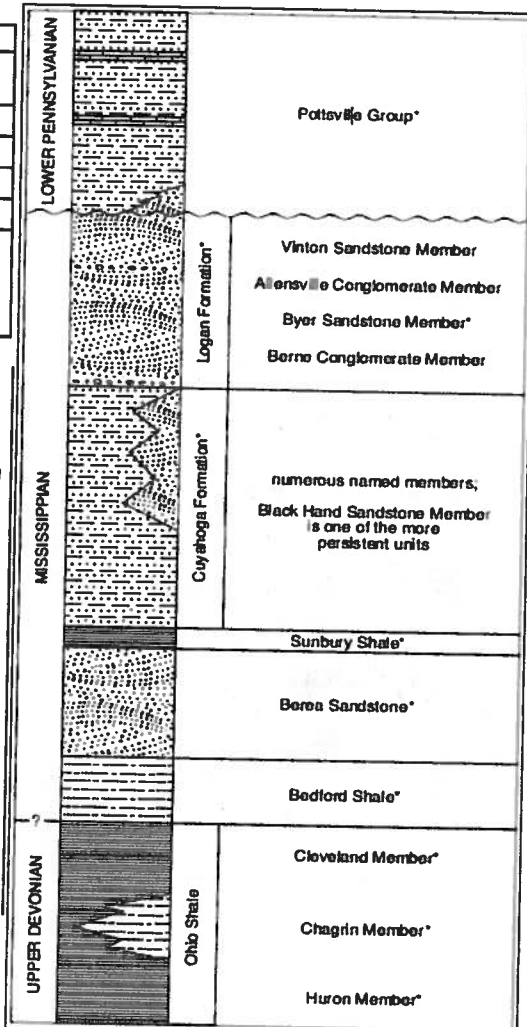 LOWER PENNSYLVANIAN
Pottsville Group*
MISSISSIPPIAN
Logan Formation*
Vinton Sandstone Member
Allensville Conglomerate Member
Byer Sandstone Member*
Berne Conglomerate Member
Cuyahoga Formation*
numerous named members,
Black Hand Sandstone Member
is one of the more
persistent units
Sunbury Shale*
Berea Sandstone*
Bedford Shale*
?
UPPER DEVONIAN
Ohio Shale
Cleveland Member*
Chagrin Member*
Huron Member*